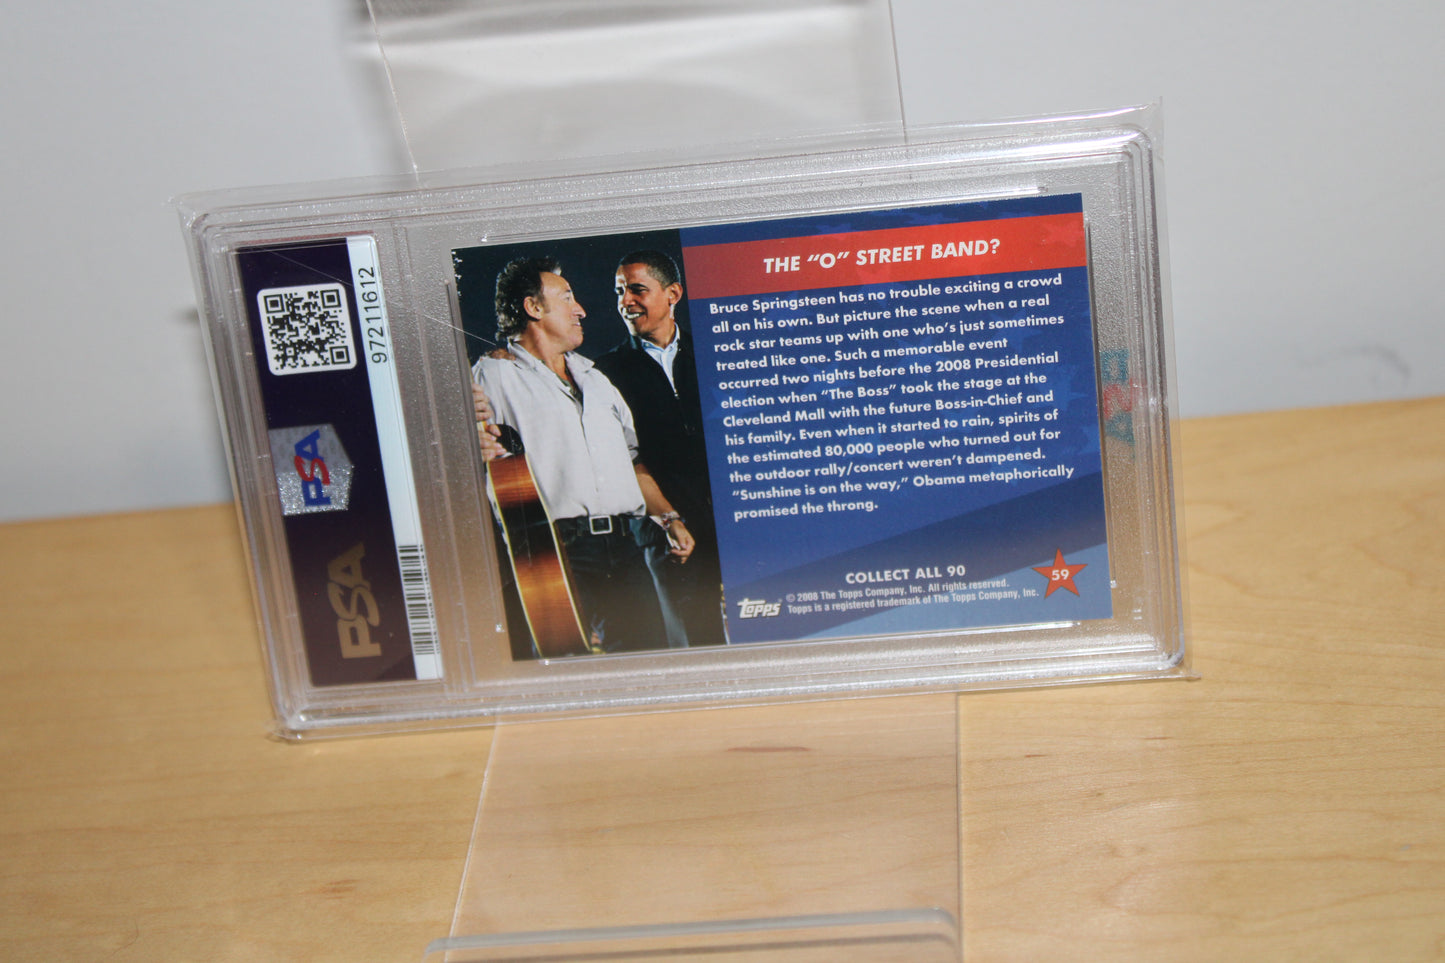 97211612
PSA
PSA
THE “O” STREET BAND?
Bruce Springsteen has no trouble exciting a crowd
all on his own. But picture the scene when a real
rock star teams up with one who’s just sometimes
treated like one. Such a memorable event
occurred two nights before the 2008 Presidential
election when “The Boss” took the stage at the
Cleveland Mall with the future Boss-in-Chief and
his family. Even when it started to rain, spirits of
the estimated 80,000 people who turned out for
the outdoor rally/concert weren’t dampened.
“Sunshine is on the way,” Obama metaphorically
promised the throng.
COLLECT ALL 90
59
Topps® © 2008 The Topps Company, Inc. All rights reserved.
Topps is a registered trademark of The Topps Company, Inc.